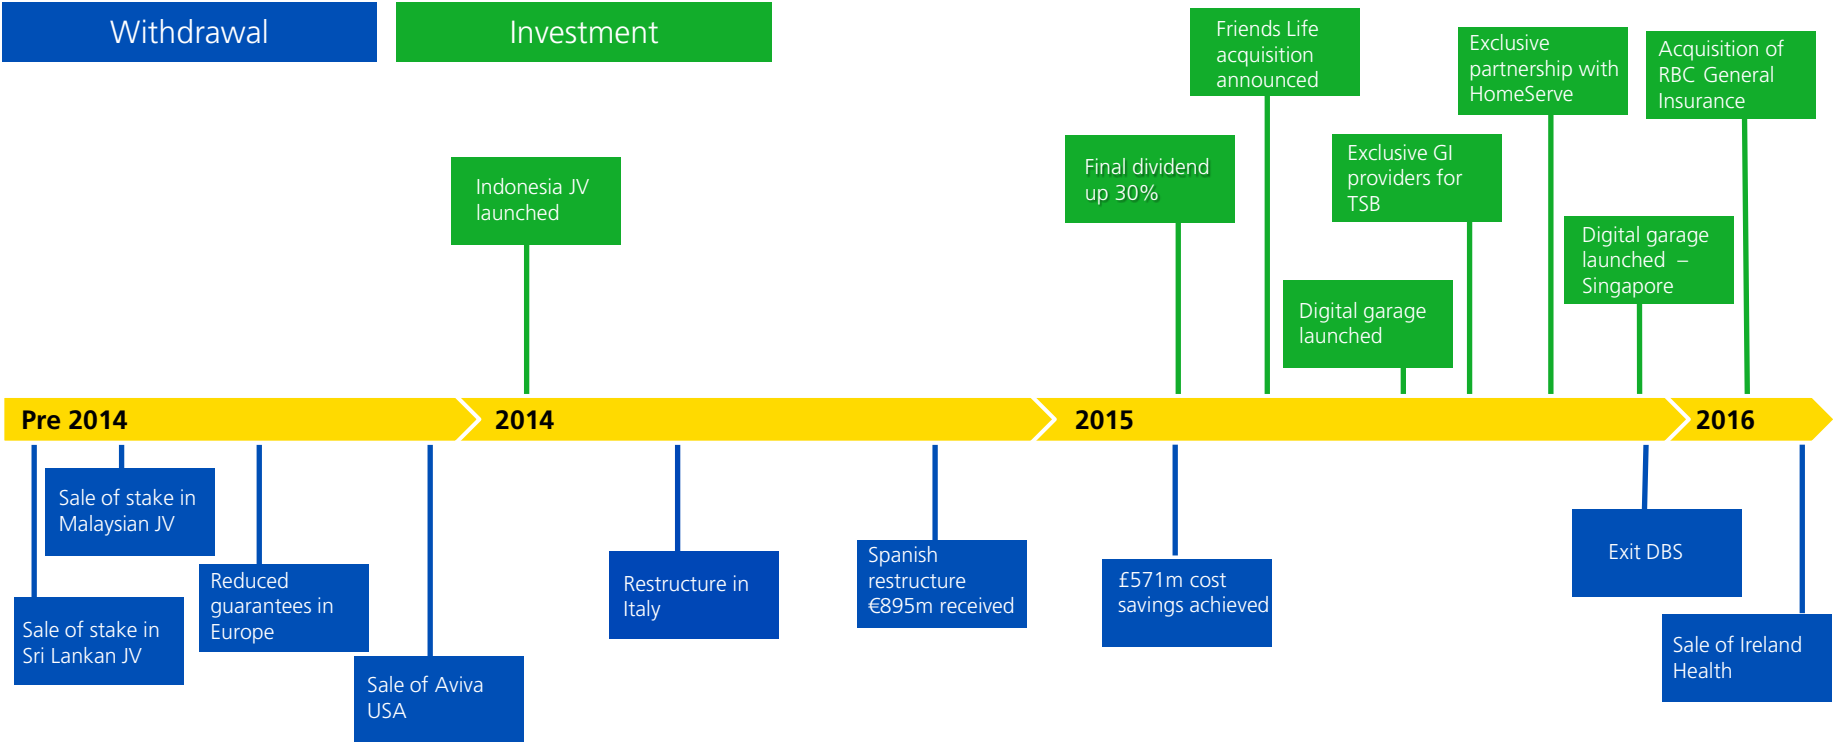 Withdrawal
Investment
Friends Life
acquisition
announced
Exclusive
partnership with
HomeServe
Acquisition of
RBC General
Insurance
Indonesia JV
launched
Final dividend
up 30%
Exclusive GI
providers for
TSB
Digital garage
launched –
Singapore
Digital garage
launched
Pre 2014
2014
2015
2016
Sale of stake in
Malaysian JV
Sale of stake in
Sri Lankan JV
Reduced
guarantees in
Europe
Sale of Aviva
USA
Restructure in
Italy
Spanish
restructure
€895m received
£571m cost
savings achieved
Exit DBS
Sale of Ireland
Health